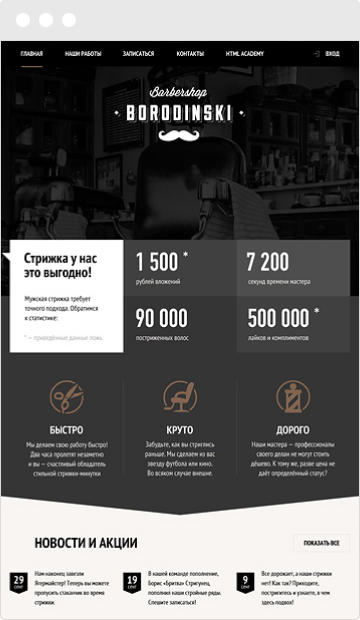 ГЛАВНАЯ НАШИ РАБОТЫ ЗАПИСАТЬСЯ КОНТАКТЫ HTML ACADEMY ВХОД
Barbershop
BORODINSKI
Стрижка у нас
это выгодно!
Мужская стрижка требует
точного подхода. Обратимся
к статистике:
* — приведённые данные ложь
1 500 *
рублей вложений
7 200
секунд времени мастера
90 000
постриженных волос
500 000 *
лайков и комплиментов
БЫСТРО
Мы делаем свою работу быстро!
Два часа пролетят незаметно
и вы — счастливый обладатель
стильной стрижки-минутки
КРУТО
Забудьте, как вы стриглись
раньше. Мы сделаем из вас
звезду футбола или кино.
Во всяком случае внешне.
ДОРОГО
Наши мастера — профессионалы
своего дела и не могут стоить
дёшево. К тому же, разве цена не
даёт определённый статус?
НОВОСТИ И АКЦИИ
ПОКАЗАТЬ ВСЕ
29
сент
Нам наконец завезли
Ягермайстер! Теперь вы можете
пропустить стаканчик во время
стрижки.
19
сент
В нашей команде пополнение,
Борис «Бритва» Стригунец,
пополнил наши стройные ряды.
Спешите записаться!
9
сент
Все дорожает, а наши стрижки
нет! Как так? Приходите,
постригитесь и узнаете, в чем
здесь подвох!